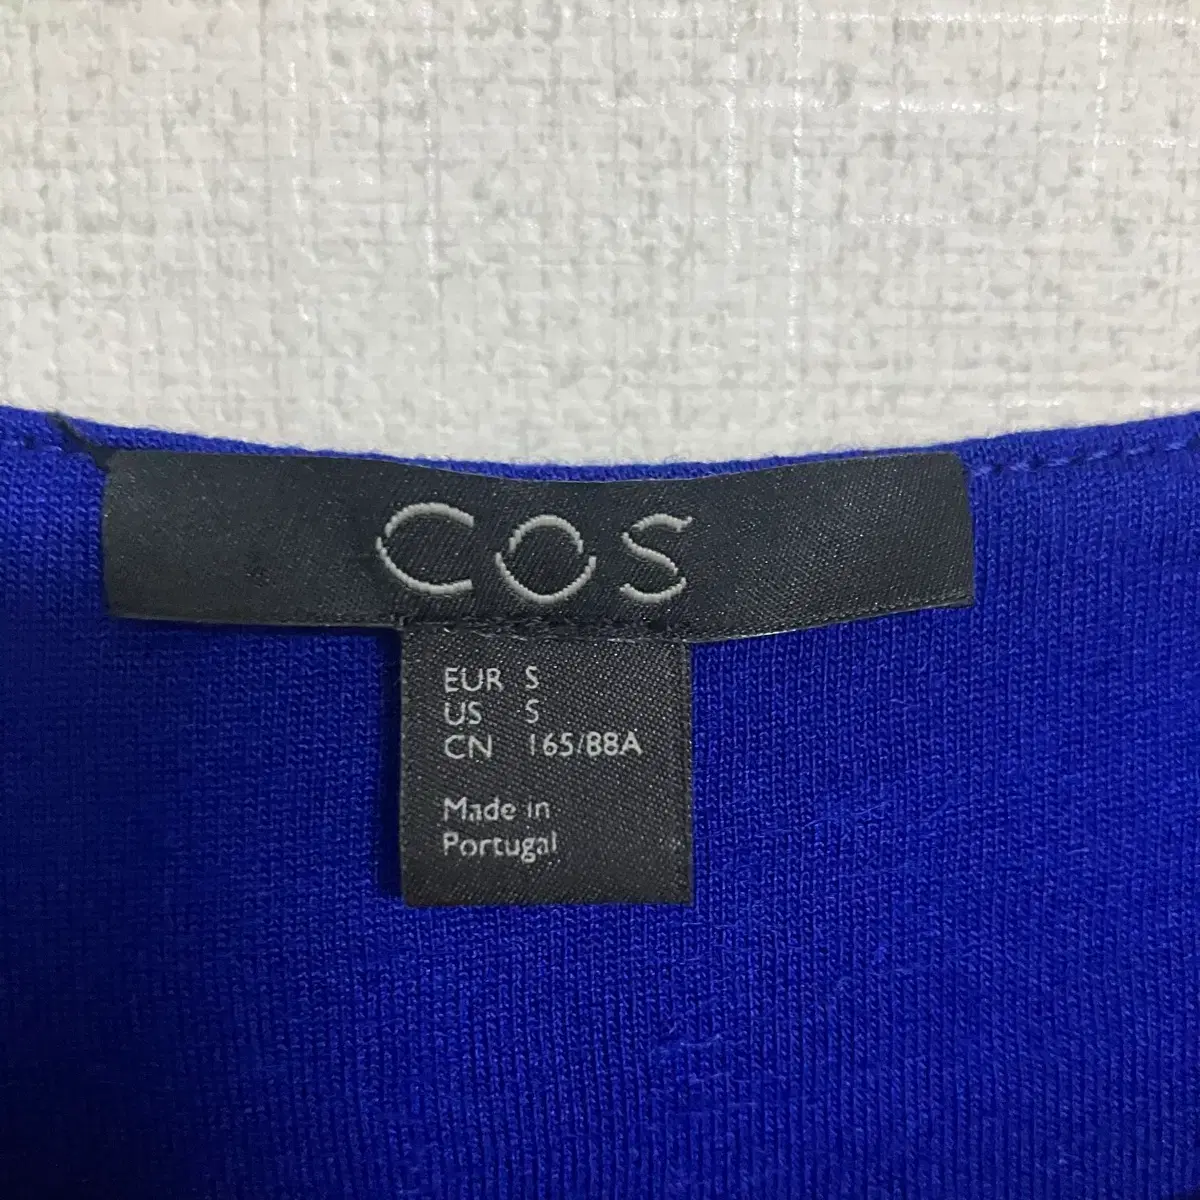 COS
EUR S
US S
CN 165/88A
Made in
Portugal